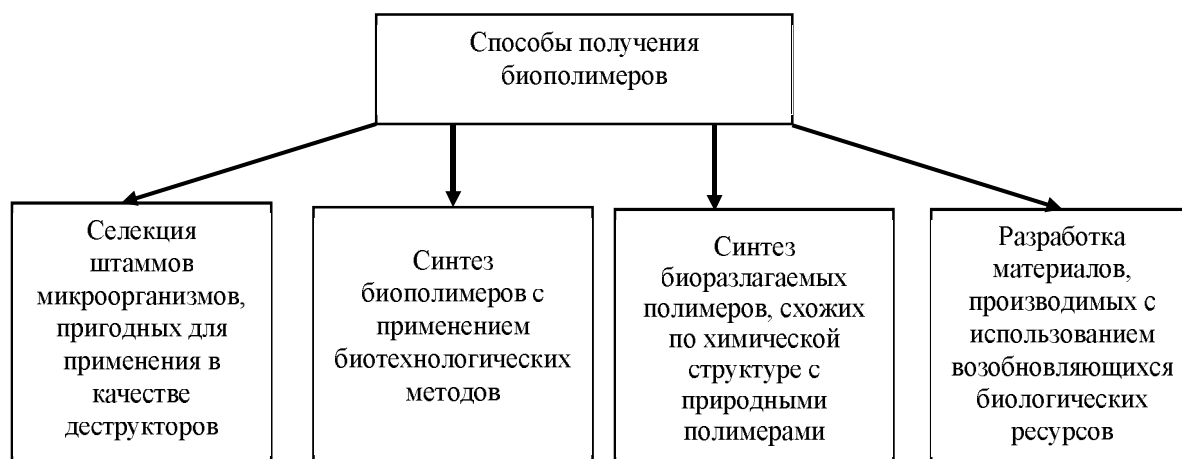 Способы получения
биополимеров
Селекция
штаммов
микроорганизмов,
пригодных для
применения в
качестве
деструкторов
Синтез
биополимеров с
применением
биотехнологических
методов
Синтез
биоразлагаемых
полимеров, схожих
по химической
структуре с
природными
полимерами
Разработка
материалов,
производимых с
использованием
возобновляющихся
биологических
ресурсов